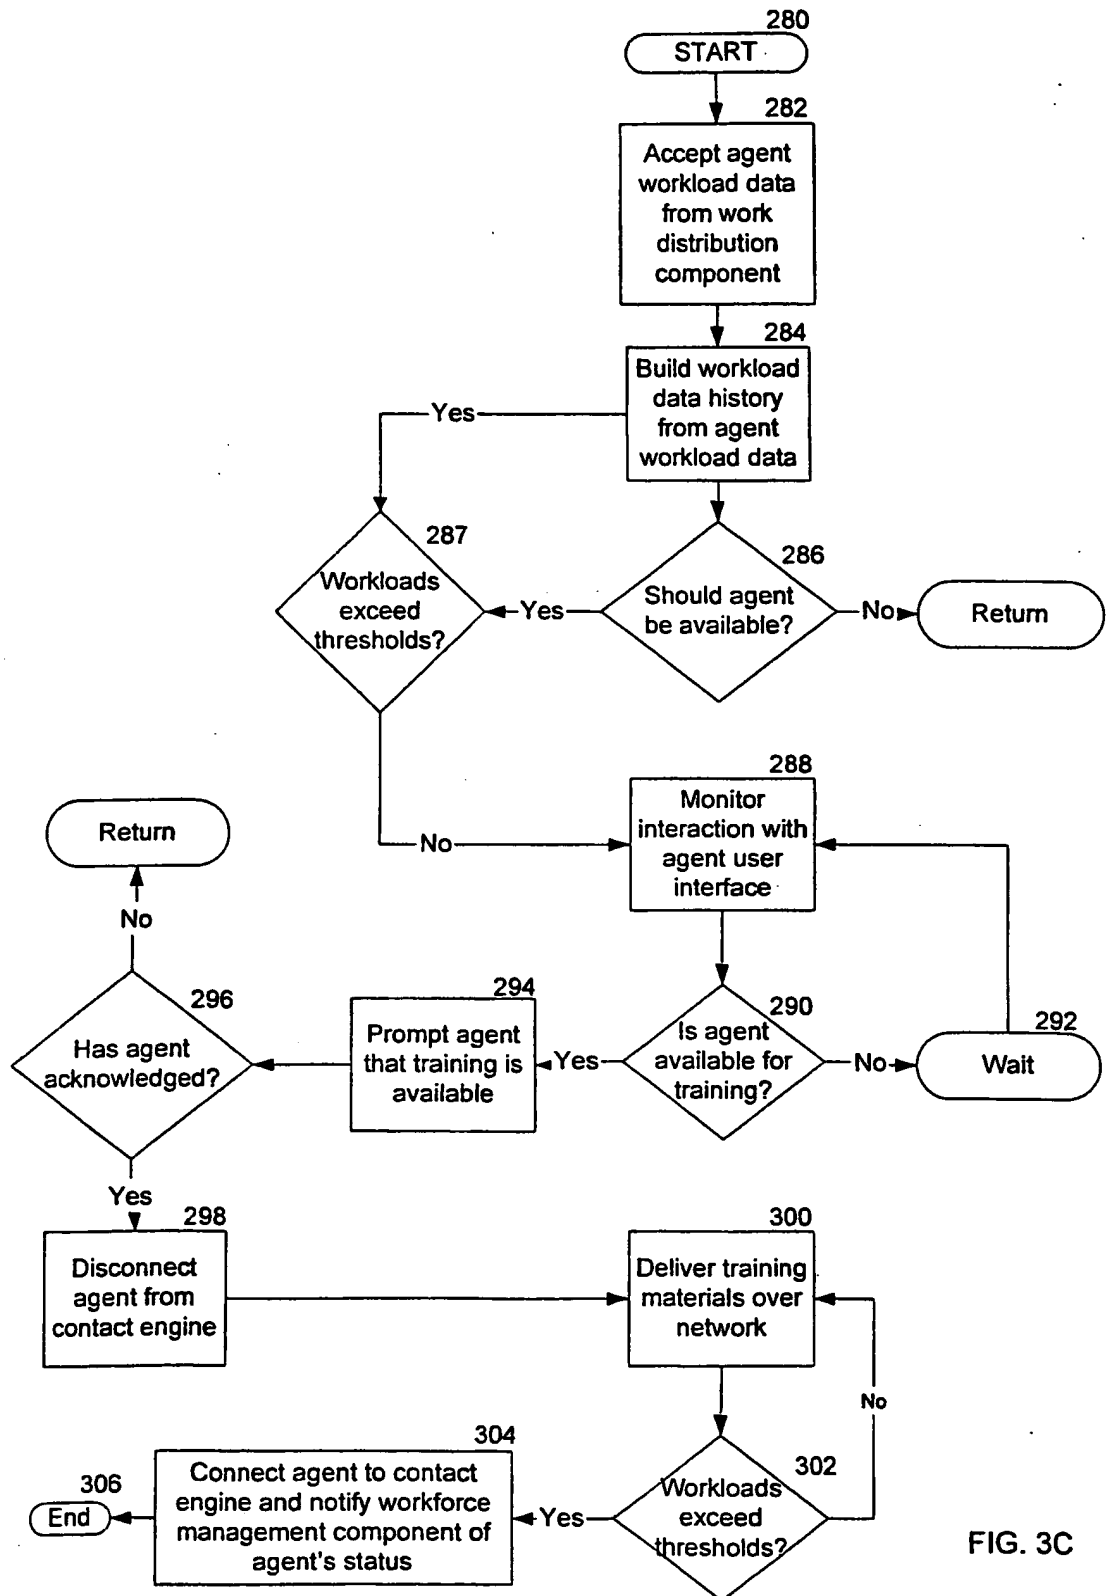 280
START
282
Accept agent
workload data
from work
distribution
component
284
Build workload
data history
from agent
workload data
Yes
287
Workloads
exceed
thresholds?
Yes
286
Should agent
be available?
No
Return
288
Monitor
interaction with
agent user
interface
No
Return
No
296
Has agent
acknowledged?
294
Prompt agent
that training is
available
Yes
290
Is agent
available for
training?
No
292
Wait
Yes
298
Disconnect
agent from
contact engine
300
Deliver training
materials over
network
No
304
Connect agent to contact
engine and notify workforce
management component of
agent's status
306
End
Yes
302
Workloads
exceed
thresholds?
FIG. 3C